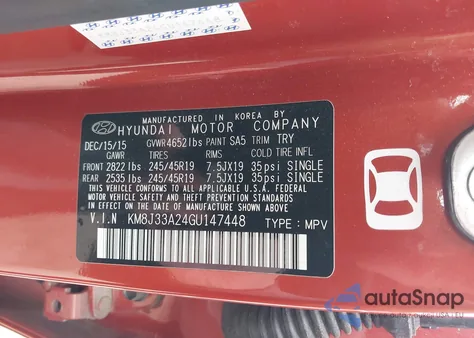 MANUFACTURED IN KOREA BY
HYUNDAI MOTOR COMPANY
DEC/15/15 GVWR4652lbs PAINT SA5 TRIM TRY
GAWR TIRES RIMS COLD TIRE INFL
FRONT 2822 lbs 245/45R19 7.5JX19 35psi SINGLE
REAR 2535 lbs 245/45R19 7.5JX19 35psi SINGLE
THIS VEHICLE CONFORMS TO ALL APPLICABLE U.S.A. FEDERAL
MOTOR VEHICLE SAFETY AND THEFT PREVENTION STANDARDS
IN EFFECT ON THE DATE OF MANUFACTURE SHOWN ABOVE.
V.I.N KM8J33A24GU147448 TYPE: MPV
autoSnap